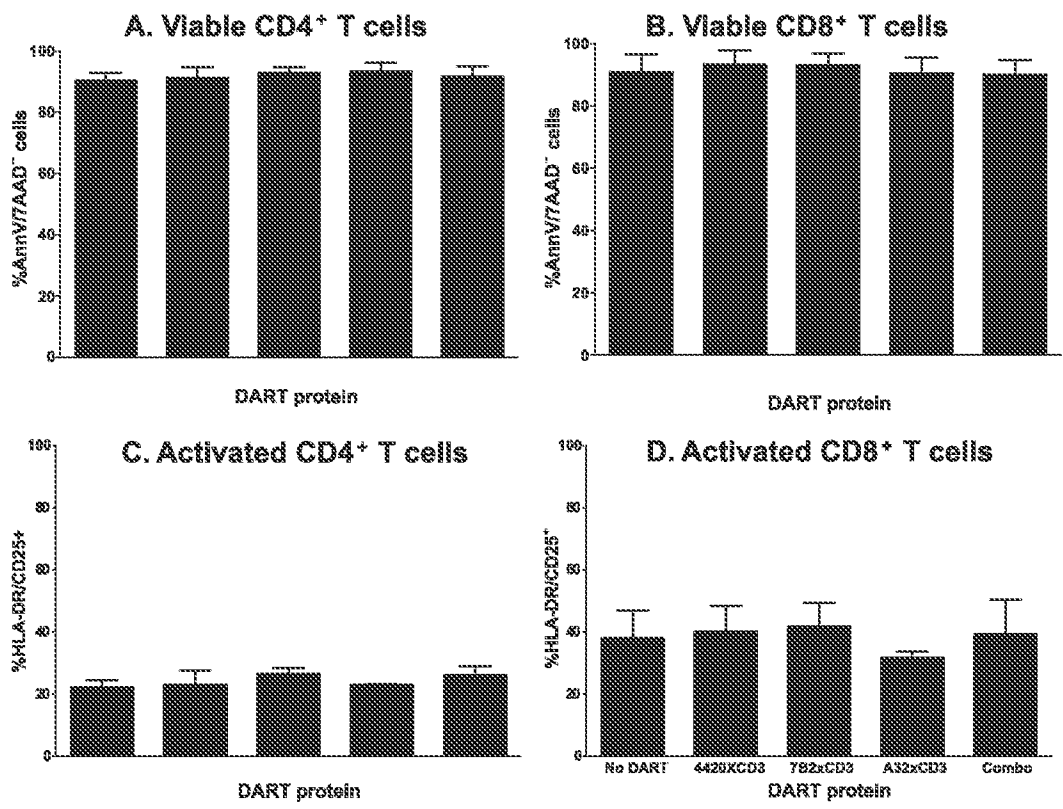 A. Viable CD4⁺ T cells
%AnnV/7AAD⁻ cells
100
80
60
40
20
0
DART protein
B. Viable CD8⁺ T cells
%AnnV/7AAD⁻ cells
100
80
60
40
20
0
DART protein
C. Activated CD4⁺ T cells
%HLA-DR/CD25+
100
80
60
40
20
0
DART protein
D. Activated CD8⁺ T cells
%HLA-DR/CD25⁺
100
80
60
40
20
0
No DART 4420XCD3 7B2xCD3 A32xCD3 Combo
DART protein